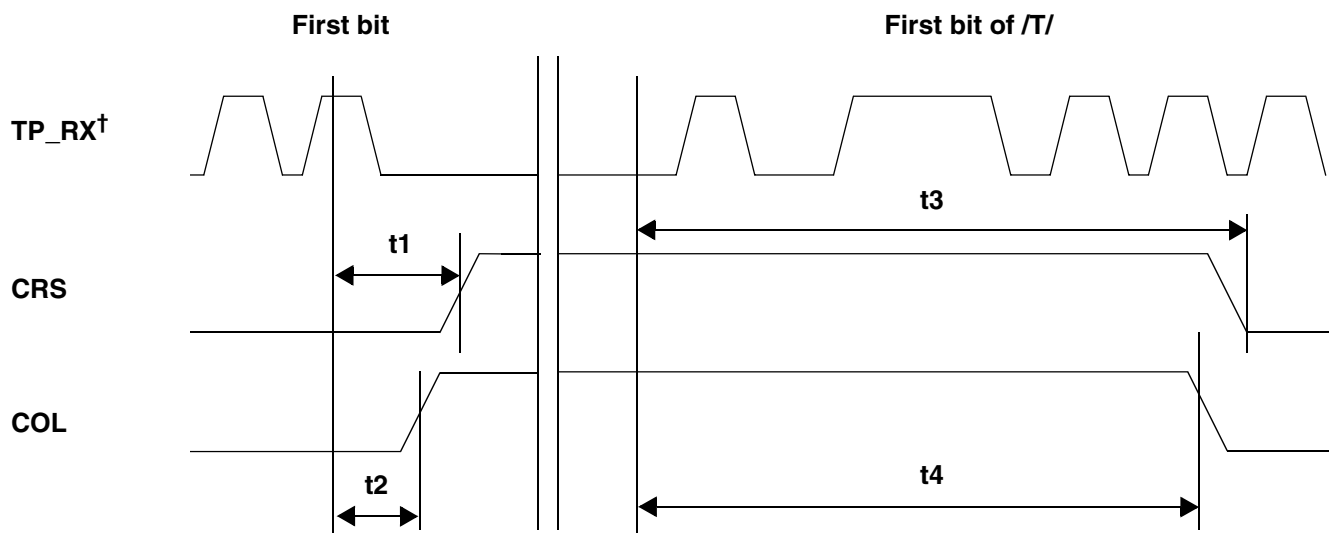 First bit
First bit of /T/
TP_RX†
t3
t1
CRS
COL
t4
t2